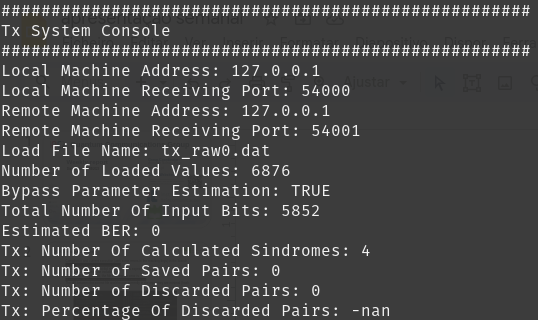 #####################################################
Tx System Console
#####################################################
Local Machine Address: 127.0.0.1
Local Machine Receiving Port: 54000
Remote Machine Address: 127.0.0.1
Remote Machine Receiving Port: 54001
Load File Name: tx_raw0.dat
Number of Loaded Values: 6876
Bypass Parameter Estimation: TRUE
Total Number Of Input Bits: 5852
Estimated BER: 0
Tx: Number Of Calculated Sindromes: 4
Tx: Number of Saved Pairs: 0
Tx: Number of Discarded Pairs: 0
Tx: Percentage Of Discarded Pairs: -nan
apresentação semanal
Ajustar